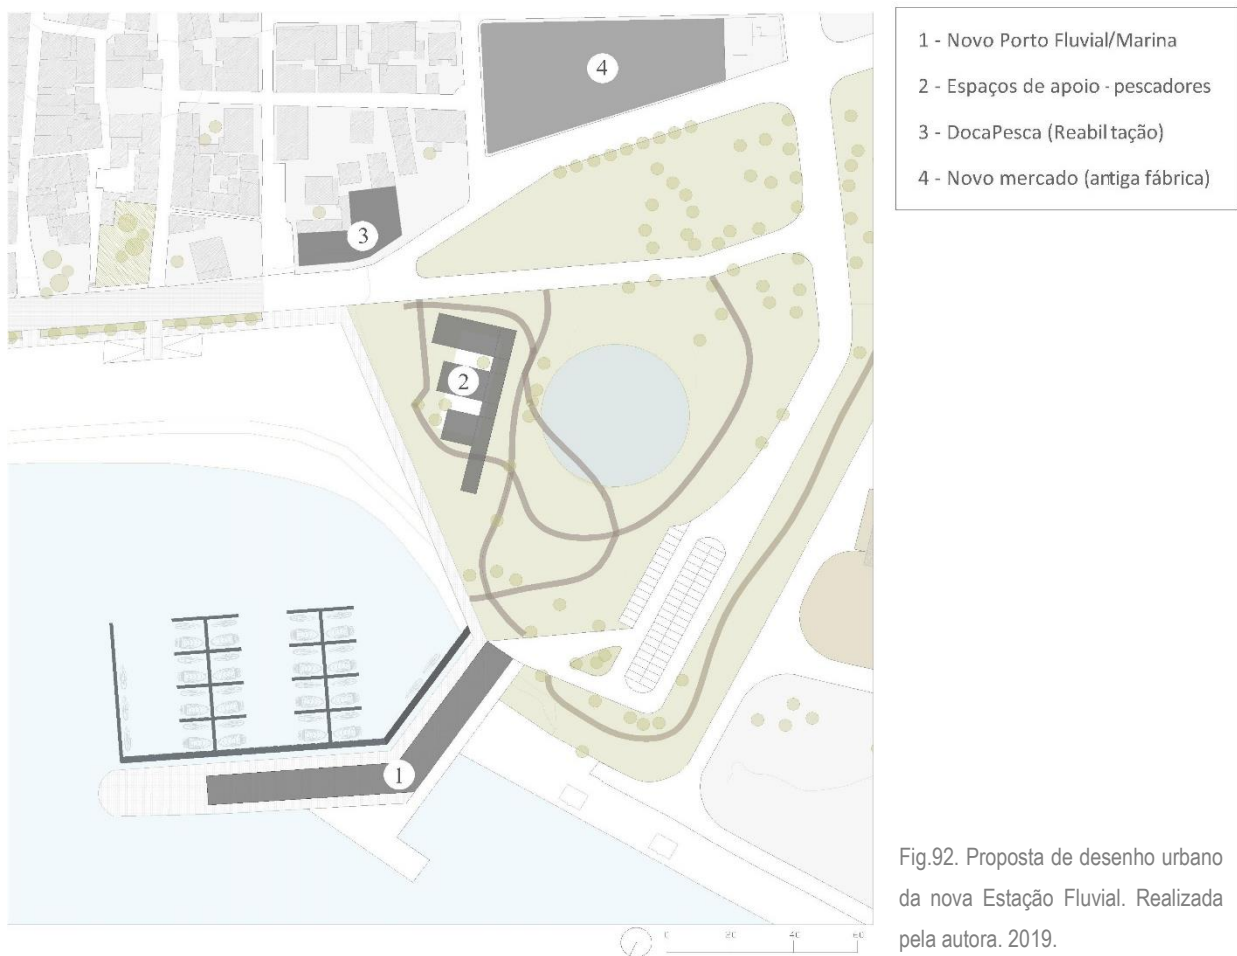 1 - Novo Porto Fluvial/Marina
2 - Espaços de apoio - pescadores
3 - DocaPesca (Reabil tação)
4 - Novo mercado (antiga fábrica)
4
3
2
1
0 20 40 60
Fig.92. Proposta de desenho urbano
da nova Estação Fluvial. Realizada
pela autora. 2019.